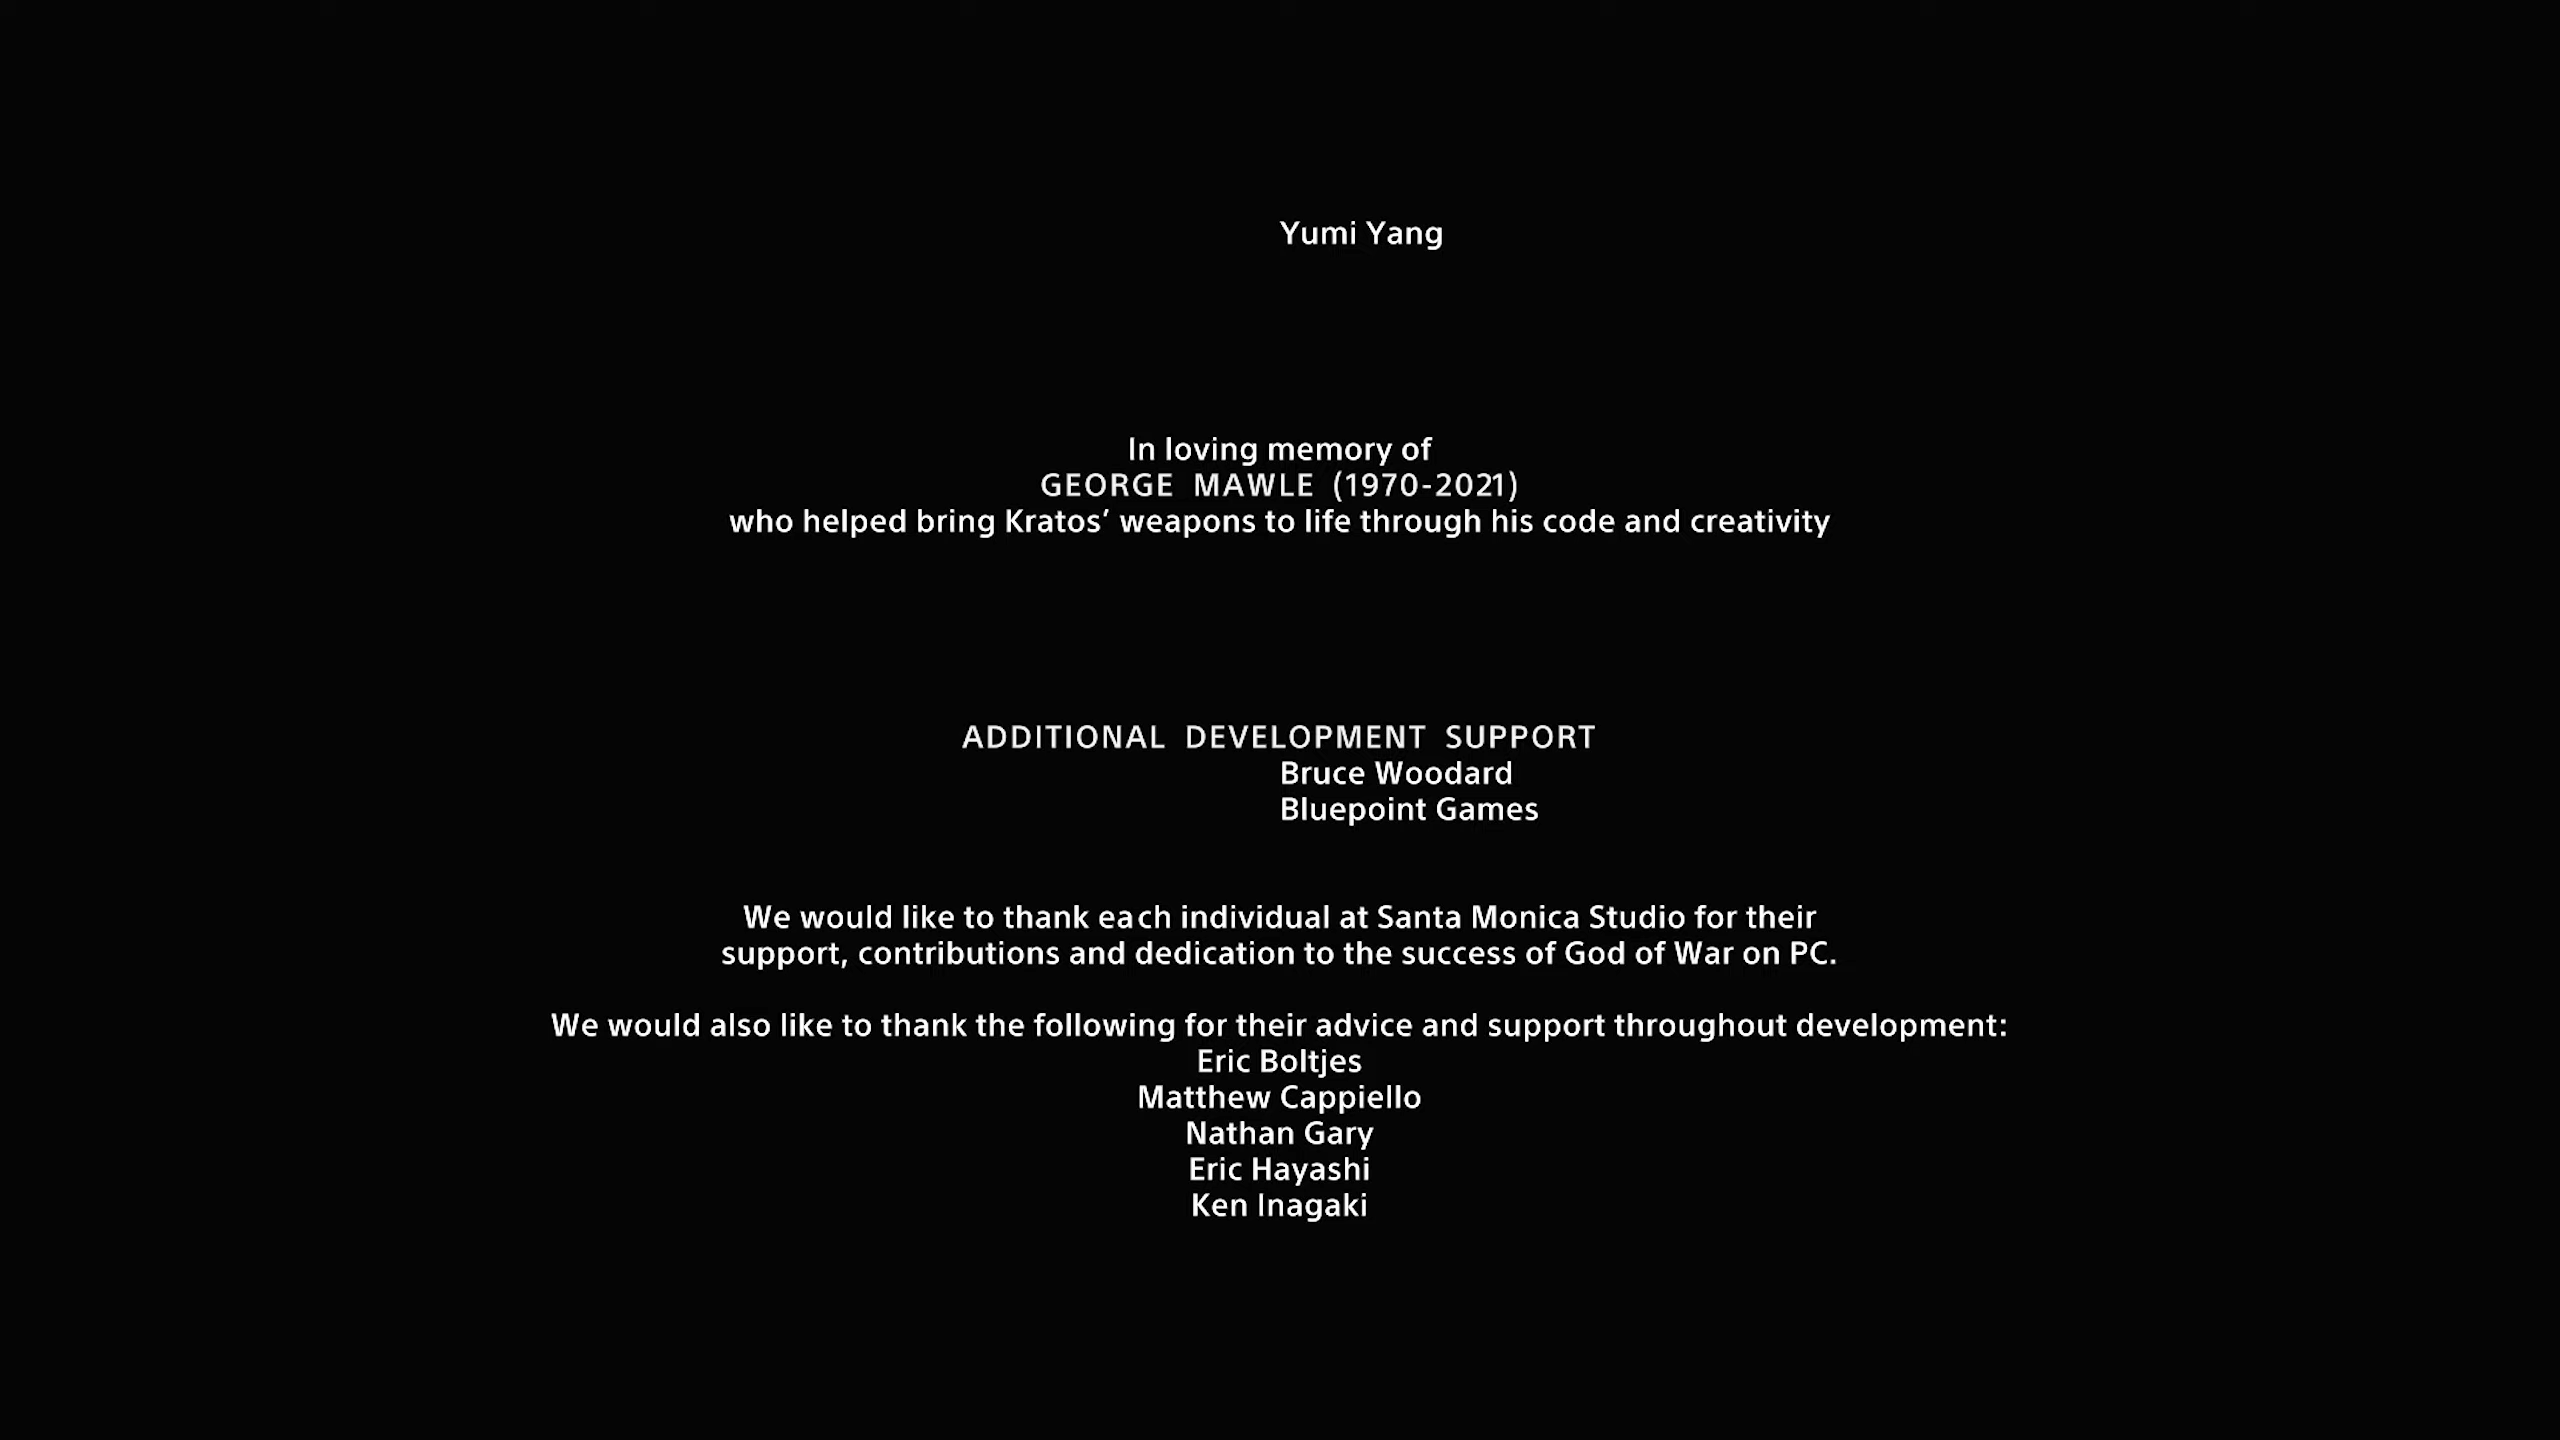 Yumi Yang
In loving memory of
GEORGE MAWLE (1970-2021)
who helped bring Kratos’ weapons to life through his code and creativity
ADDITIONAL DEVELOPMENT SUPPORT
Bruce Woodard
Bluepoint Games
We would like to thank each individual at Santa Monica Studio for their
support, contributions and dedication to the success of God of War on PC.
We would also like to thank the following for their advice and support throughout development:
Eric Boltjes
Matthew Cappiello
Nathan Gary
Eric Hayashi
Ken Inagaki